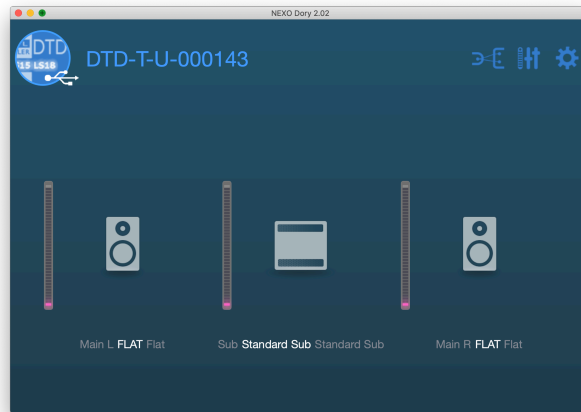 NEXO Dory 2.02
DTD
S15 LS18
DTD-T-U-000143
Main L FLAT Flat
Sub Standard Sub Standard Sub
Main R FLAT Flat